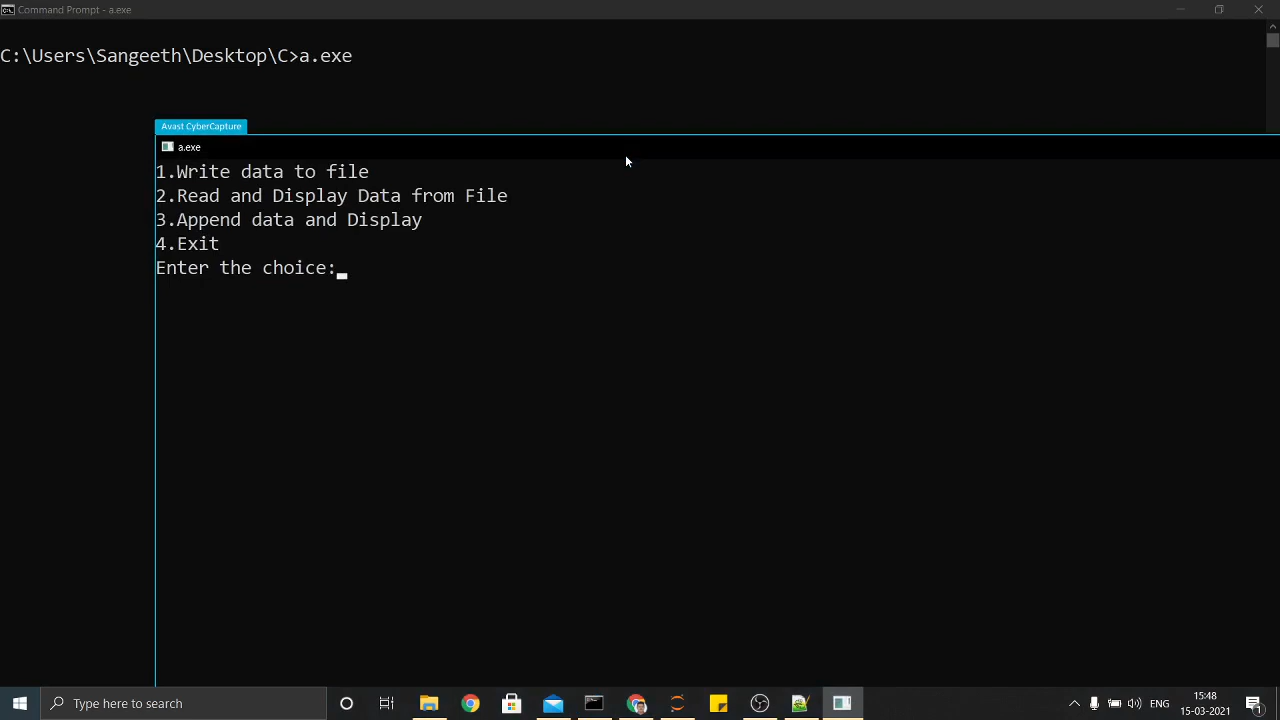 Command Prompt - a.exe
C:\Users\Sangeeth\Desktop\C>a.exe
Avast CyberCapture
a.exe
1.Write data to file
2.Read and Display Data from File
3.Append data and Display
4.Exit
Enter the choice:
Type here to search
ENG
15:48
15-03-2021
1